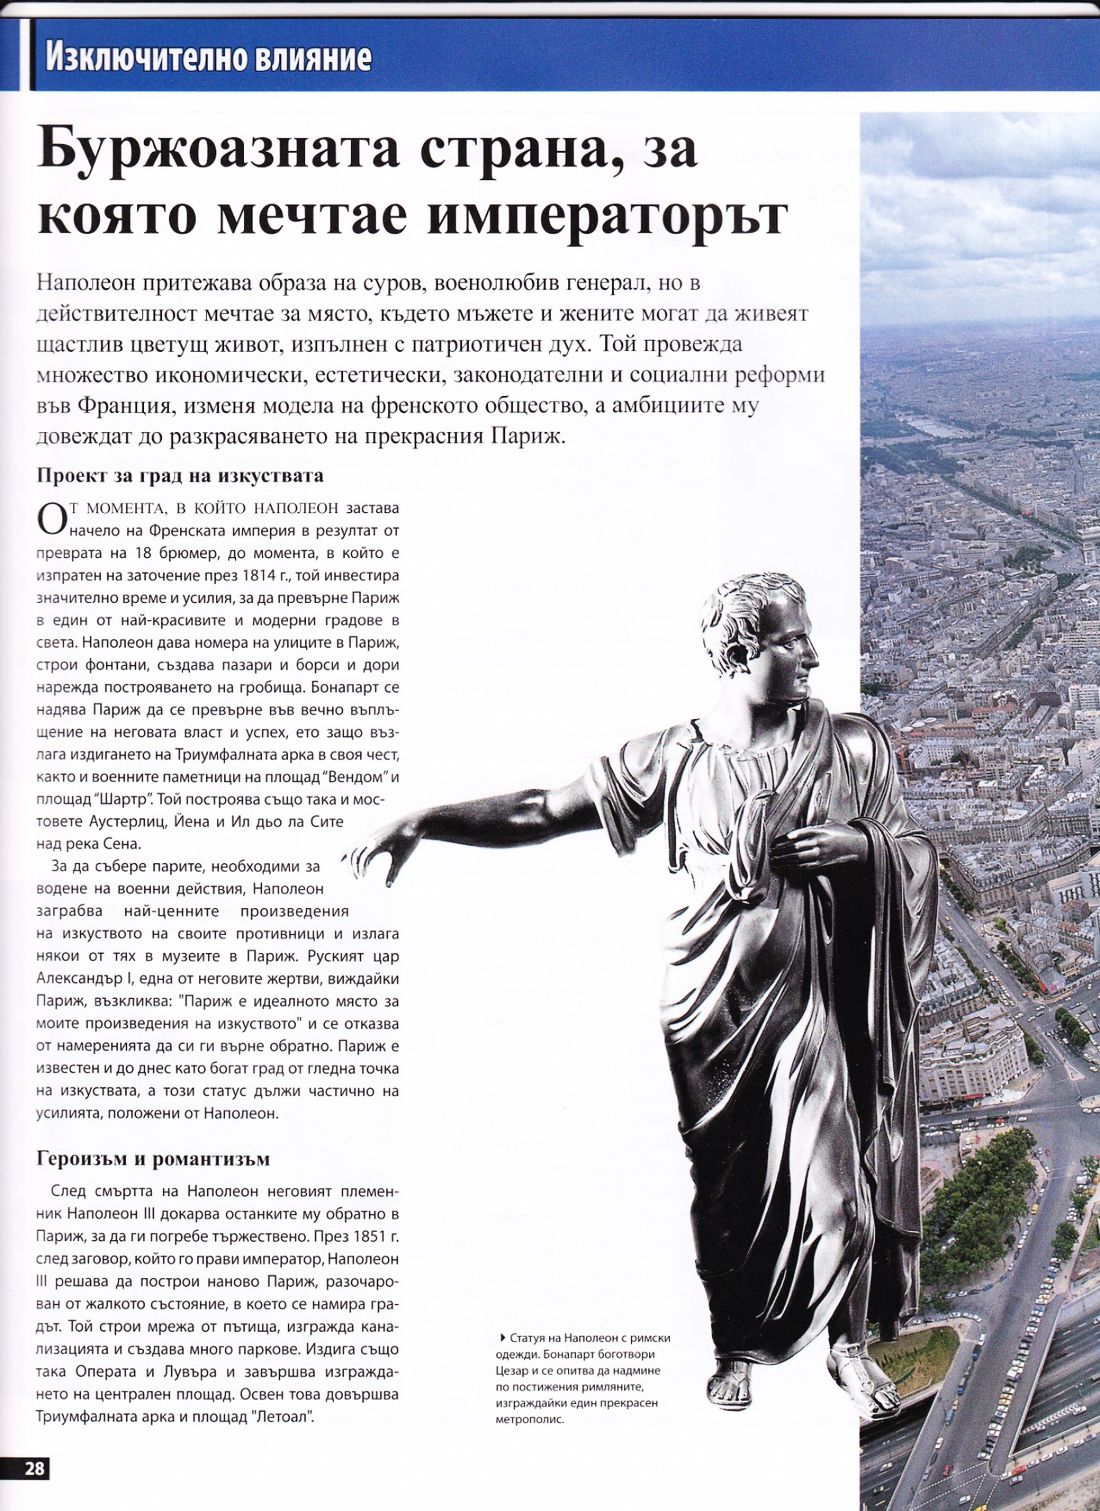 Изключително влияние
Буржоазната страна, за
която мечтае императорът
Наполеон притежава образа на суров, военолюбив генерал, но в
действителност мечтае за място, където мъжете и жените могат да живеят
щастлив цветущ живот, изпълнен с патриотичен дух. Той провежда
множество икономически, естетически, законодателни и социални реформи
във Франция, изменя модела на френското общество, а амбициите му
довеждат до разкрасяването на прекрасния Париж.
Проект за град на изкуствата
ОТ МОМЕНТА, В КОЙТО НАПОЛЕОН застава
начело на Френската империя в резултат от
преврата на 18 брюмер, до момента, в който е
изпратен на заточение през 1814 г., той инвестира
значително време и усилия, за да превърне Париж
в един от най-красивите и модерни градове в
света. Наполеон дава номера на улиците в Париж,
строи фонтани, създава пазари и борси и дори
нарежда построяването на гробища. Бонапарт се
надява Париж да се превърне във вечно въплъ-
щение на неговата власт и успех, ето защо въз-
лага издигането на Триумфалната арка в своя чест,
както и военните паметници на площад "Вендом" и
площад "Шартр". Той построява също така и мос-
товете Аустерлиц, Йена и Ил дьо ла Сите
над река Сена.
За да събере парите, необходими за
водене на военни действия, Наполеон
заграбва най-ценните произведения
на изкуството на своите противници и излага
някои от тях в музеите в Париж. Руският цар
Александър I, една от неговите жертви, виждайки
Париж, възкликва: "Париж е идеалното място за
моите произведения на изкуството" и се отказва
от намеренията да си ги върне обратно. Париж е
известен и до днес като богат град от гледна точка
на изкуствата, а този статус дължи частично на
усилията, положени от Наполеон.
Героизъм и романтизъм
След смъртта на Наполеон неговият племен-
ник Наполеон III докарва останките му обратно в
Париж, за да ги погребе тържествено. През 1851 г.
след заговор, който го прави император, Наполеон
III решава да построи наново Париж, разочаро-
ван от жалкото състояние, в което се намира гра-
дът. Той строи мрежа от пътища, изгражда кана-
лизацията и създава много паркове. Издига също
така Операта и Лувъра и завършва изгражда-
нето на централен площад. Освен това довършва
Триумфалната арка и площад "Летоал".
Статуя на Наполеон с римски
одежди. Бонапарт боготвори
Цезар и се опитва да надмине
по постижения римляните,
изграждайки един прекрасен
метрополис.
28